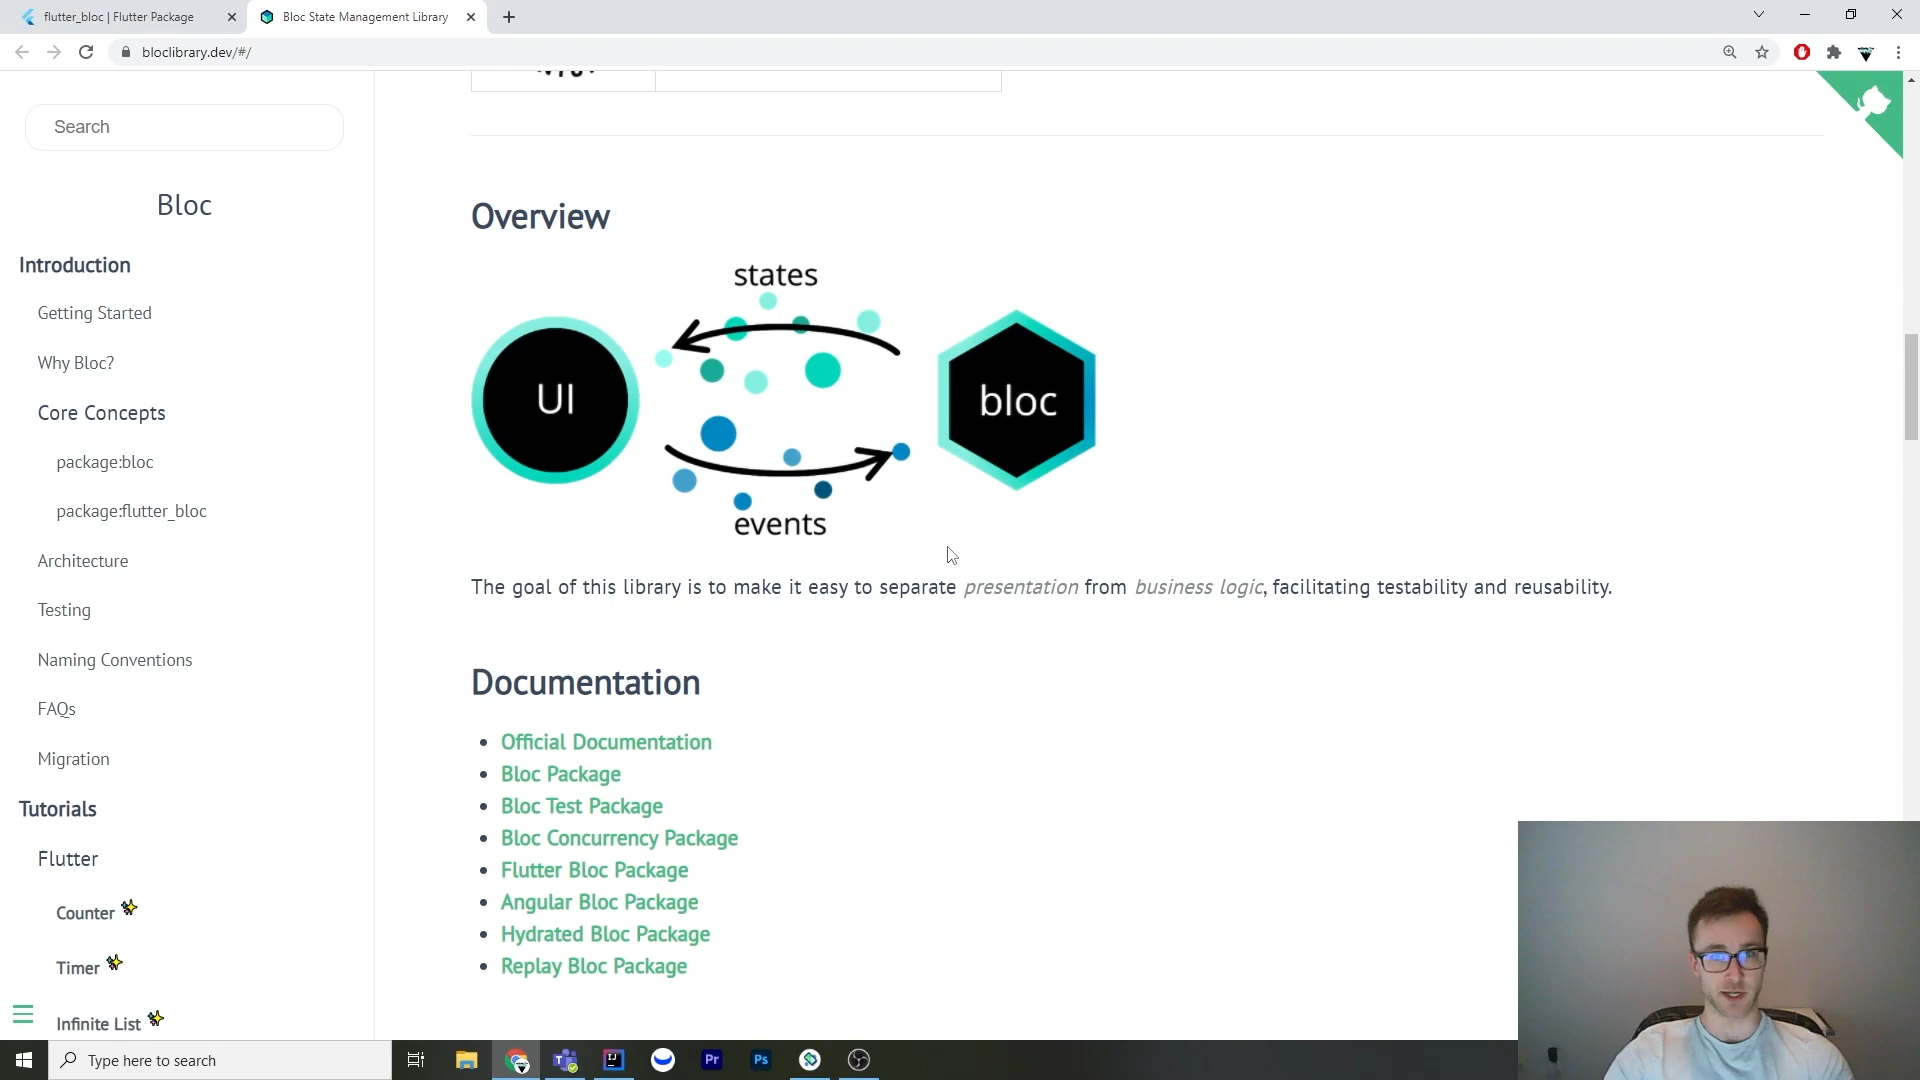 flutter_bloc | Flutter Package
Bloc State Management Library
bloclibrary.dev/#/
Search
Bloc
Introduction
Getting Started
Why Bloc?
Core Concepts
package:bloc
package:flutter_bloc
Architecture
Testing
Naming Conventions
FAQs
Migration
Tutorials
Flutter
Counter
Timer
Infinite List
Overview
states
UI
bloc
events
The goal of this library is to make it easy to separate presentation from business logic, facilitating testability and reusability.
Documentation
Official Documentation
Bloc Package
Bloc Test Package
Bloc Concurrency Package
Flutter Bloc Package
Angular Bloc Package
Hydrated Bloc Package
Replay Bloc Package
Type here to search
T
IJ
Pr
Ps